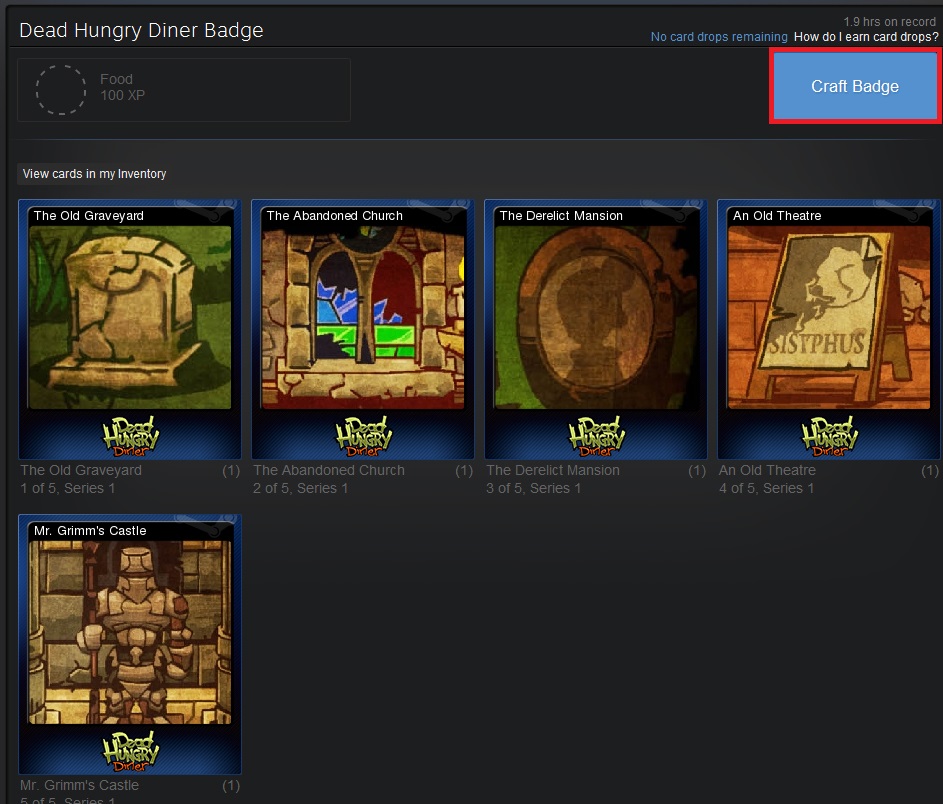 Dead Hungry Diner Badge
1.9 hrs on record
No card drops remaining How do I earn card drops?
Food
100 XP
Craft Badge
View cards in my Inventory
The Old Graveyard
The Abandoned Church
The Derelict Mansion
An Old Theatre
SISYPHUS
Dead Hungry Diner
Dead Hungry Diner
Dead Hungry Diner
Dead Hungry Diner
The Old Graveyard (1)
The Abandoned Church (1)
The Derelict Mansion (1)
An Old Theatre (1)
1 of 5, Series 1
2 of 5, Series 1
3 of 5, Series 1
4 of 5, Series 1
Mr. Grimm's Castle
Dead Hungry Diner
Mr. Grimm's Castle (1)
5 of 5, Series 1